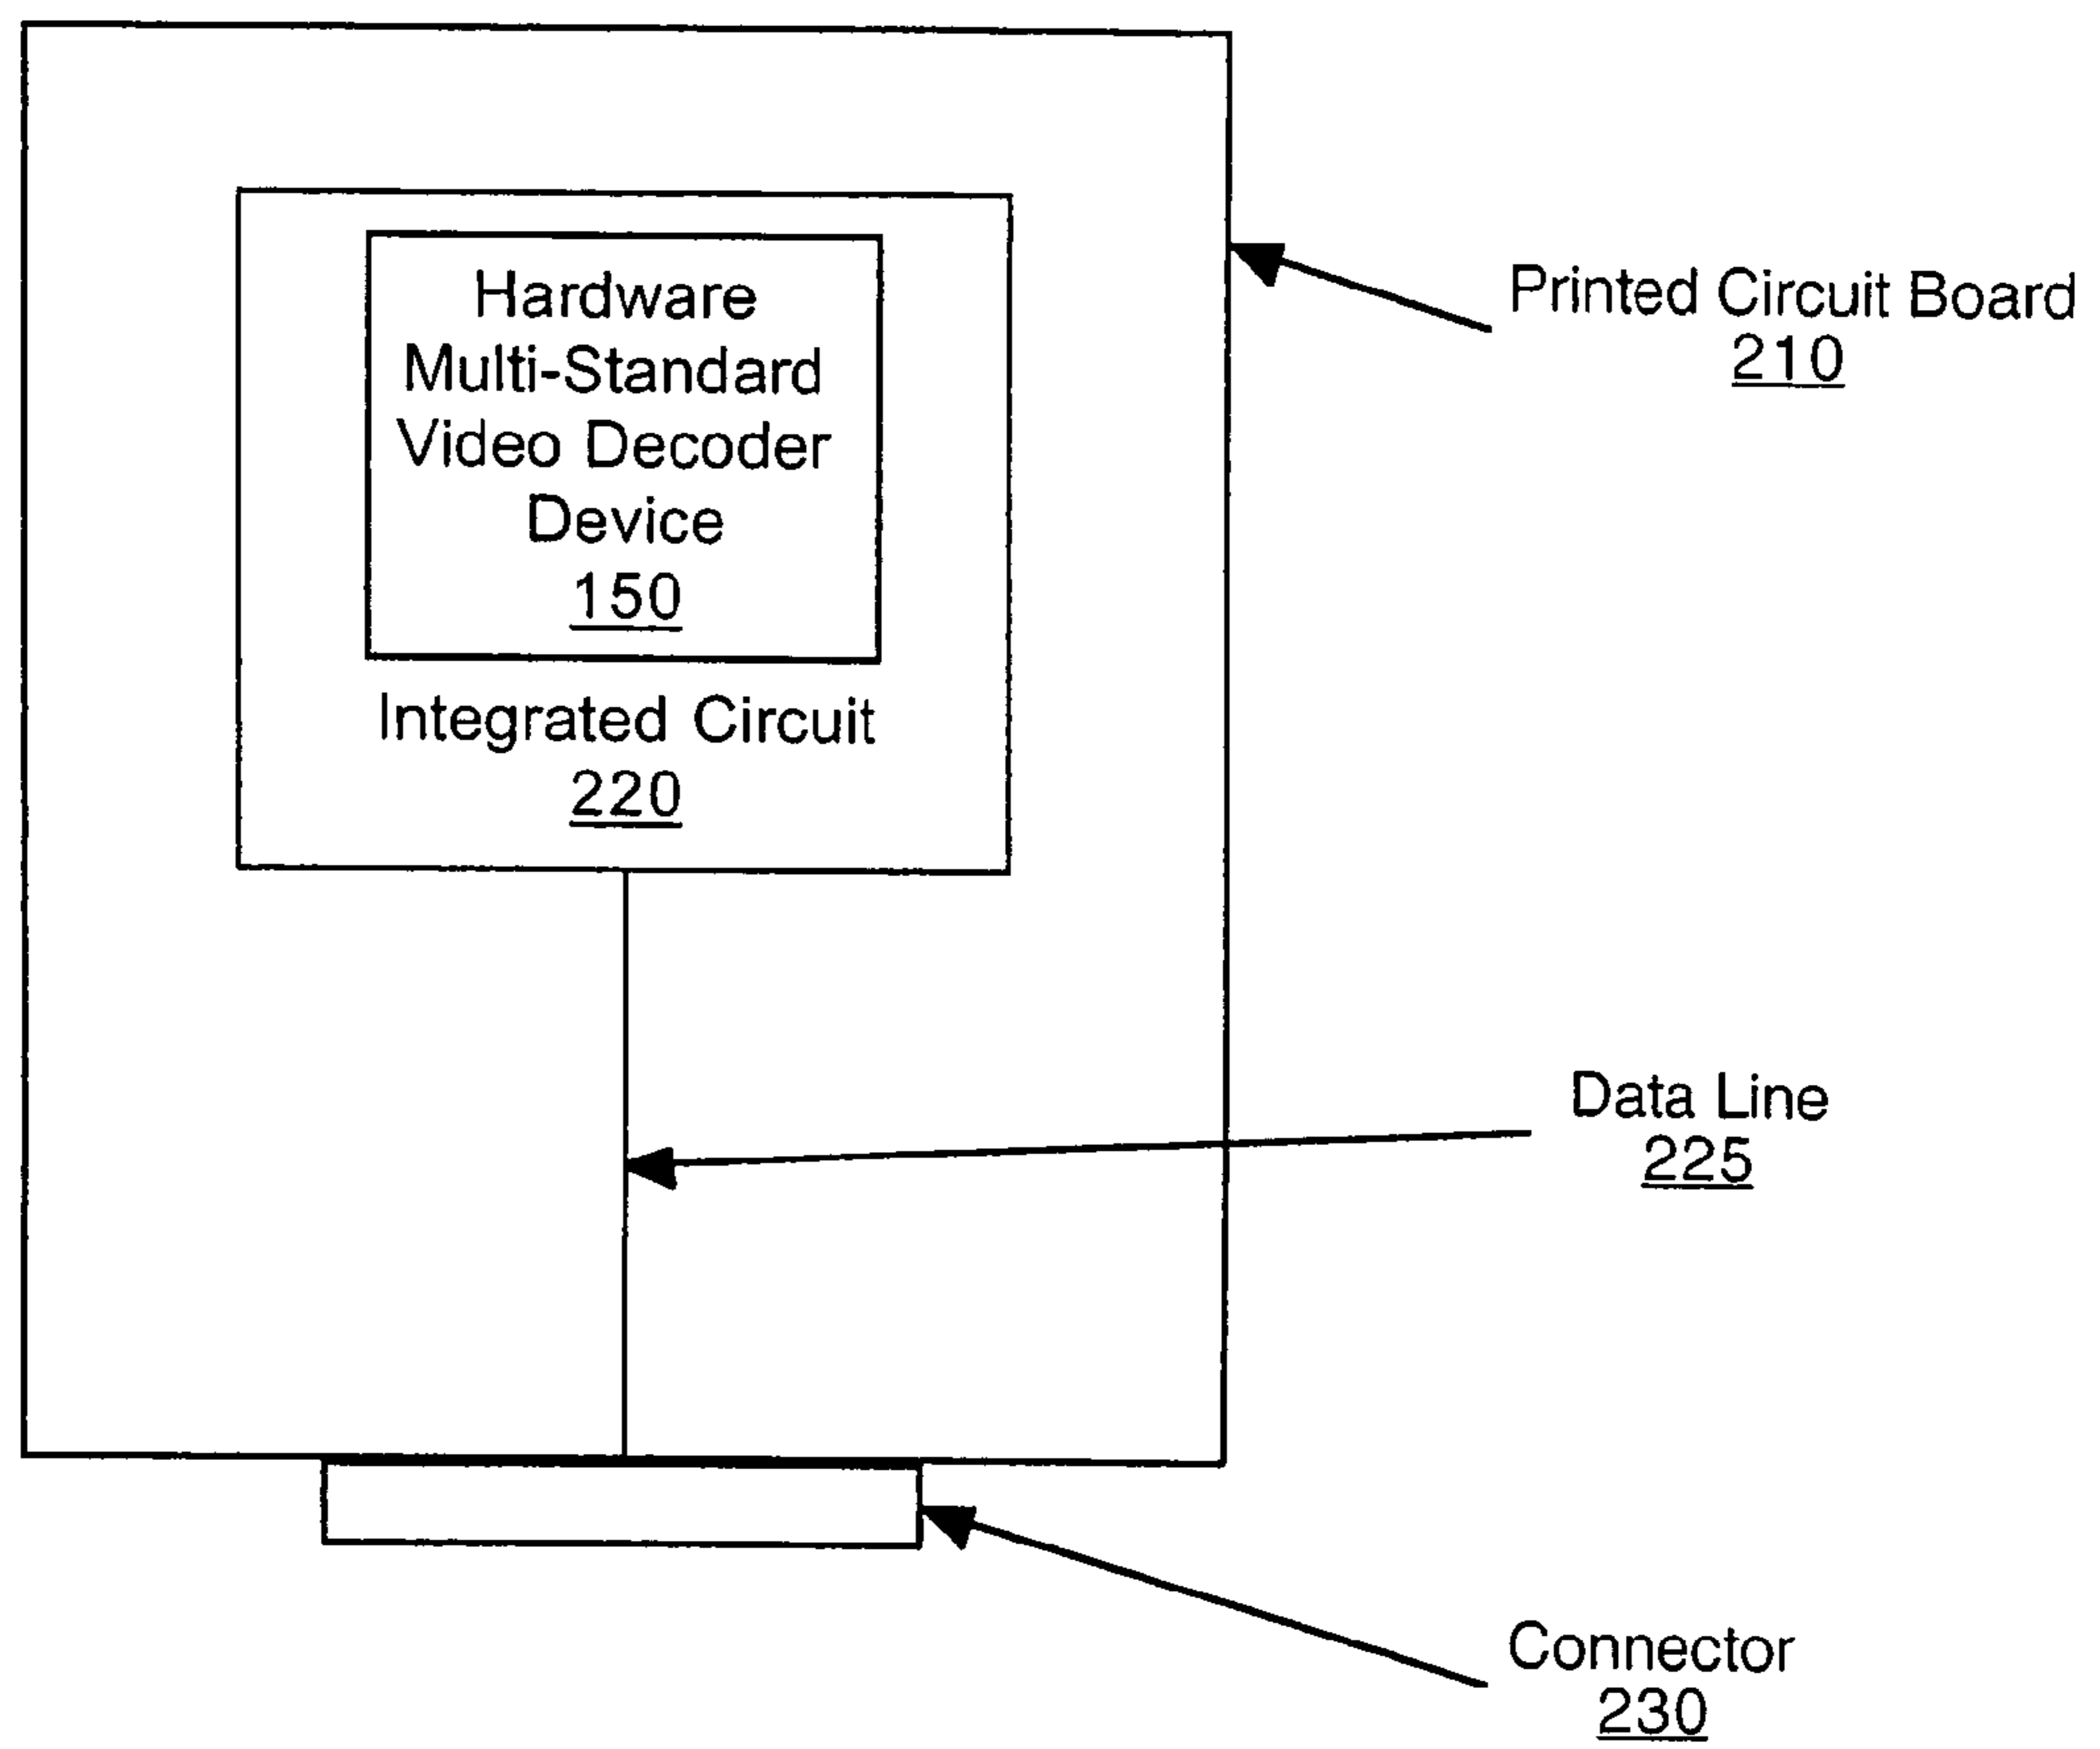 Hardware
Multi-Standard
Video Decoder
Device
150
Integrated Circuit
220
Printed Circuit Board
210
Data Line
225
Connector
230